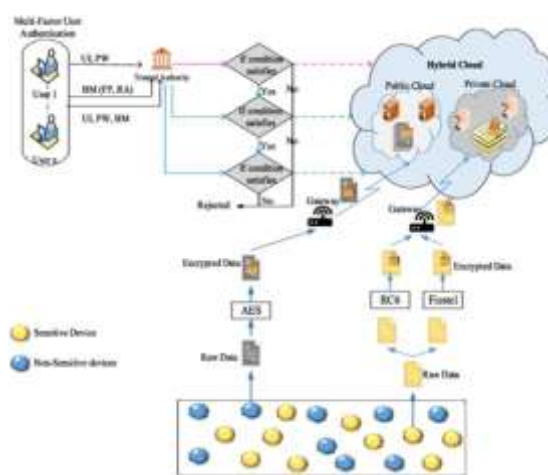 Multi-Factor User
Authentication
UI, PW
User 1
BM (FP, RA)
UI, PW, BM
User n
Trusted Authority
If condition
satisfies
Yes
No
If condition
satisfies
Yes
No
If condition
satisfies
No
Rejected
Hybrid Cloud
Public Cloud
Private Cloud
Gateway
Gateway
Encrypted Data
Encrypted Data
AES
RC6
Fiestel
Raw Data
Raw Data
Sensitive Device
Non-Sensitive devices